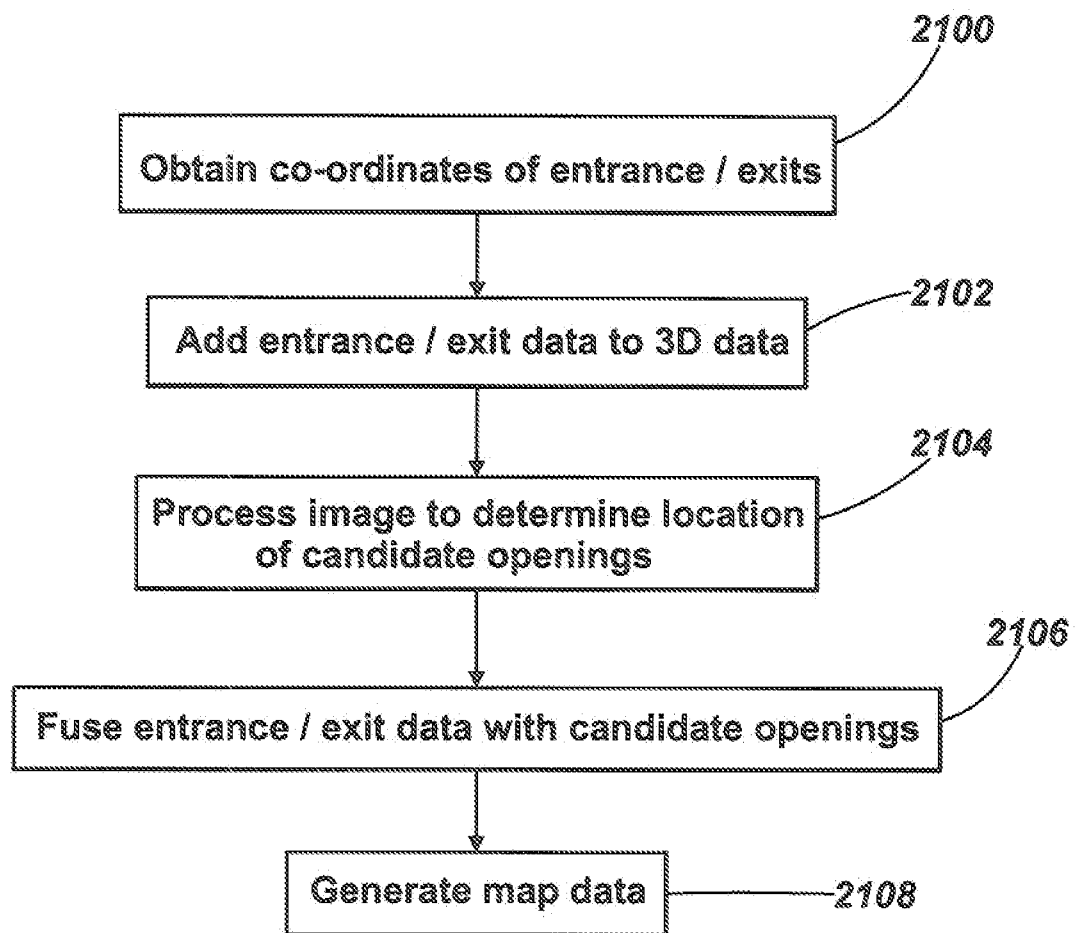 2100
Obtain co-ordinates of entrance / exits
2102
Add entrance / exit data to 3D data
2104
Process image to determine location
of candidate openings
2106
Fuse entrance / exit data with candidate openings
Generate map data
2108